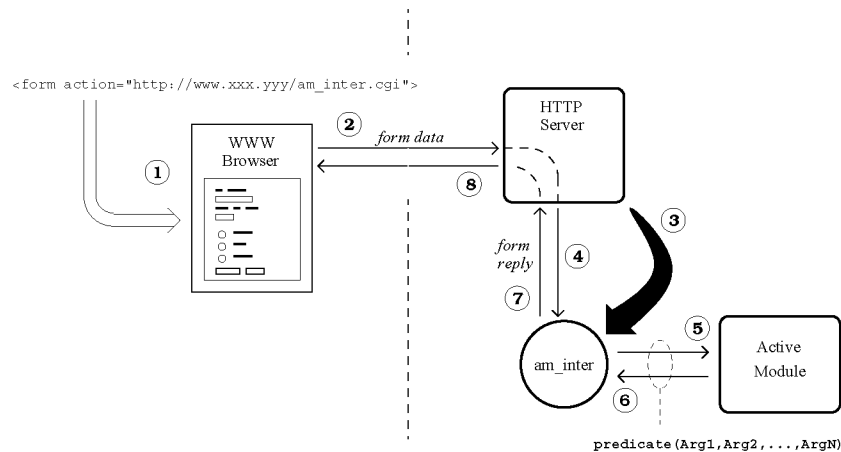 <form action="http://www.xxx.yyy/am_inter.cgi">
HTTP
Server
2
form data
WWW
Browser
1
8
3
form
reply
4
7
5
am_inter
Active
Module
6
predicate(Arg1,Arg2,...,ArgN)